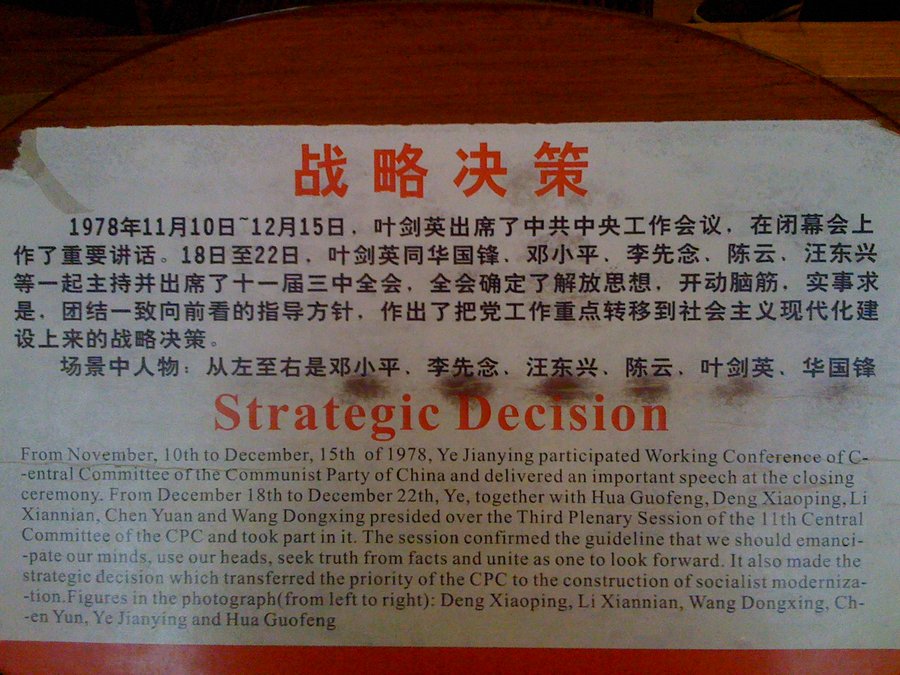 战略决策
1978年11月10日~12月15日，叶剑英出席了中共中央工作会议，在闭幕会上
作了重要讲话。18日至22日，叶剑英同华国锋、邓小平、李先念、陈云、汪东兴
等一起主持并出席了十一届三中全会，全会确定了解放思想，开动脑筋，实事求
是，团结一致向前看的指导方针，作出了把党工作重点转移到社会主义现代化建
设上来的战略决策。
场景中人物：从左至右是邓小平、李先念、汪东兴、陈云、叶剑英、华国锋
Strategic Decision
From November, 10th to December, 15th of 1978, Ye Jianying participated Working Conference of C-
-entral Committee of the Communist Party of China and delivered an important speech at the closing
ceremony. From December 18th to December 22th, Ye, together with Hua Guofeng, Deng Xiaoping, Li
Xiannian, Chen Yuan and Wang Dongxing presided over the Third Plenary Session of the 11th Central
Committee of the CPC and took part in it. The session confirmed the guideline that we should emanci-
-pate our minds, use our heads, seek truth from facts and unite as one to look forward. It also made the
strategic decision which transferred the priority of the CPC to the construction of socialist moderniza-
-tion.Figures in the photograph(from left to right): Deng Xiaoping, Li Xiannian, Wang Dongxing, Ch-
-en Yun, Ye Jianying and Hua Guofeng